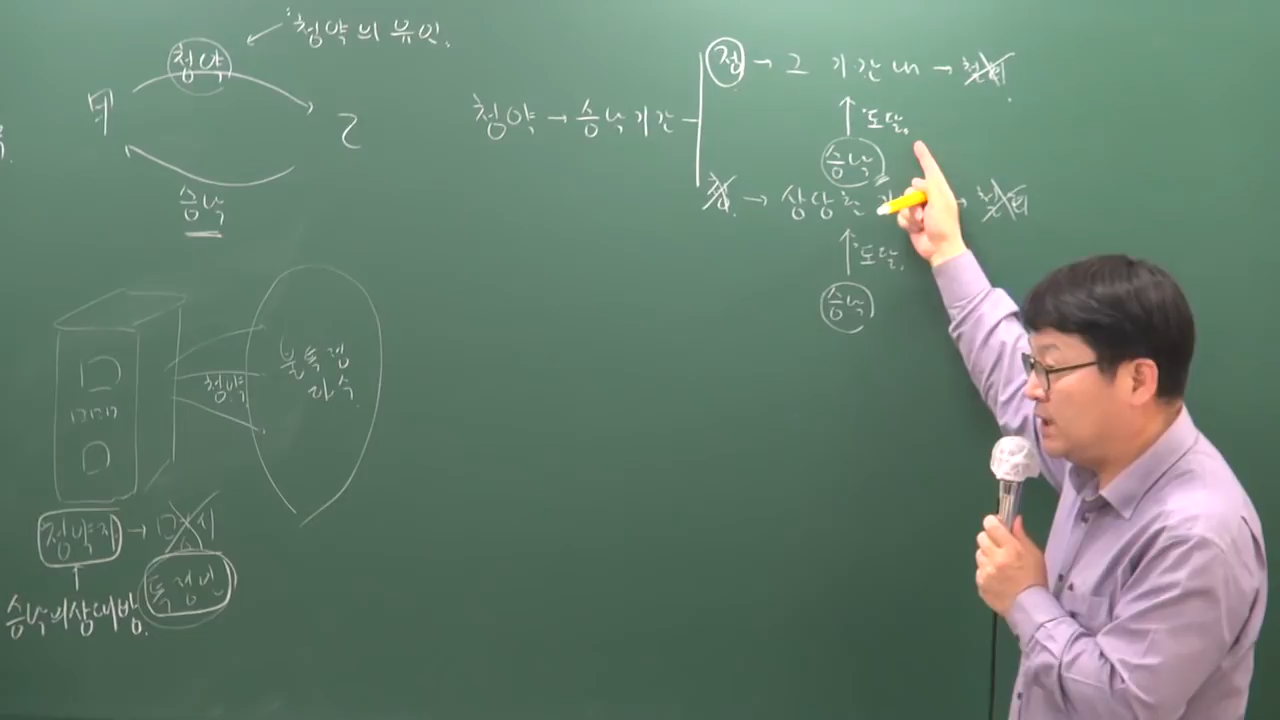 청약의 유인.
청약
甲
乙
승낙
청약 → 승낙기간
정 → 그 기간 내 → 철회
↑ 도달.
승낙
정 → 상당한 기 → 철회
↑ 도달.
승낙
청약
불특정
다수
청약자 → 명시
특정인
승낙의 상대방.